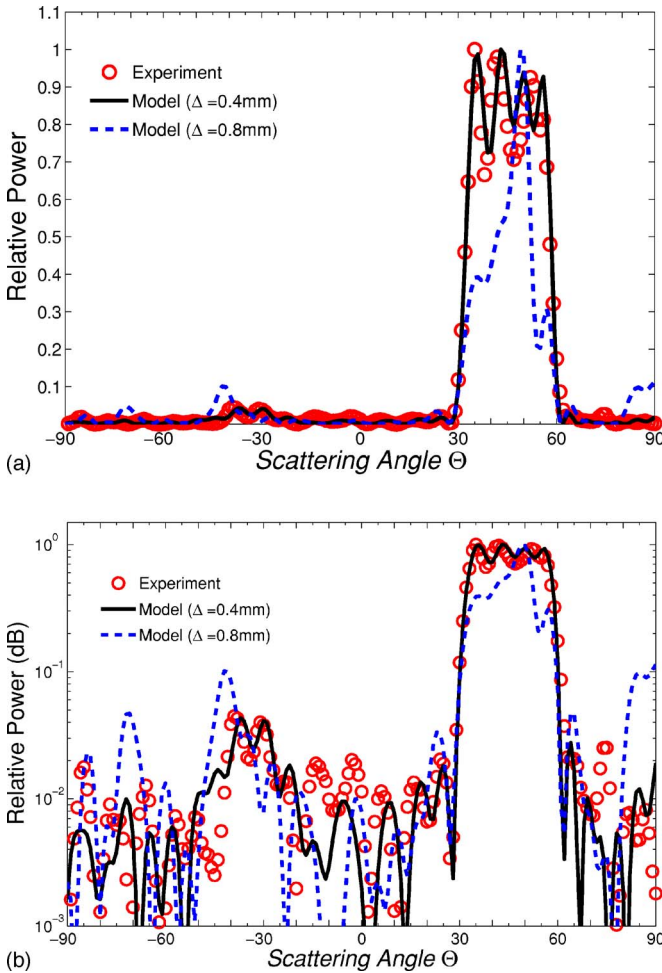 1.1
1
0.9
0.8
0.7
0.6
0.5
0.4
0.3
0.2
0.1
Relative Power
Experiment
Model (Δ =0.4mm)
Model (Δ =0.8mm)
−90 −60 −30 0 30 60 90
(a)
Scattering Angle Θ
10⁰
10⁻¹
10⁻²
10⁻³
Relative Power (dB)
Experiment
Model (Δ =0.4mm)
Model (Δ =0.8mm)
−90 −60 −30 0 30 60 90
(b)
Scattering Angle Θ